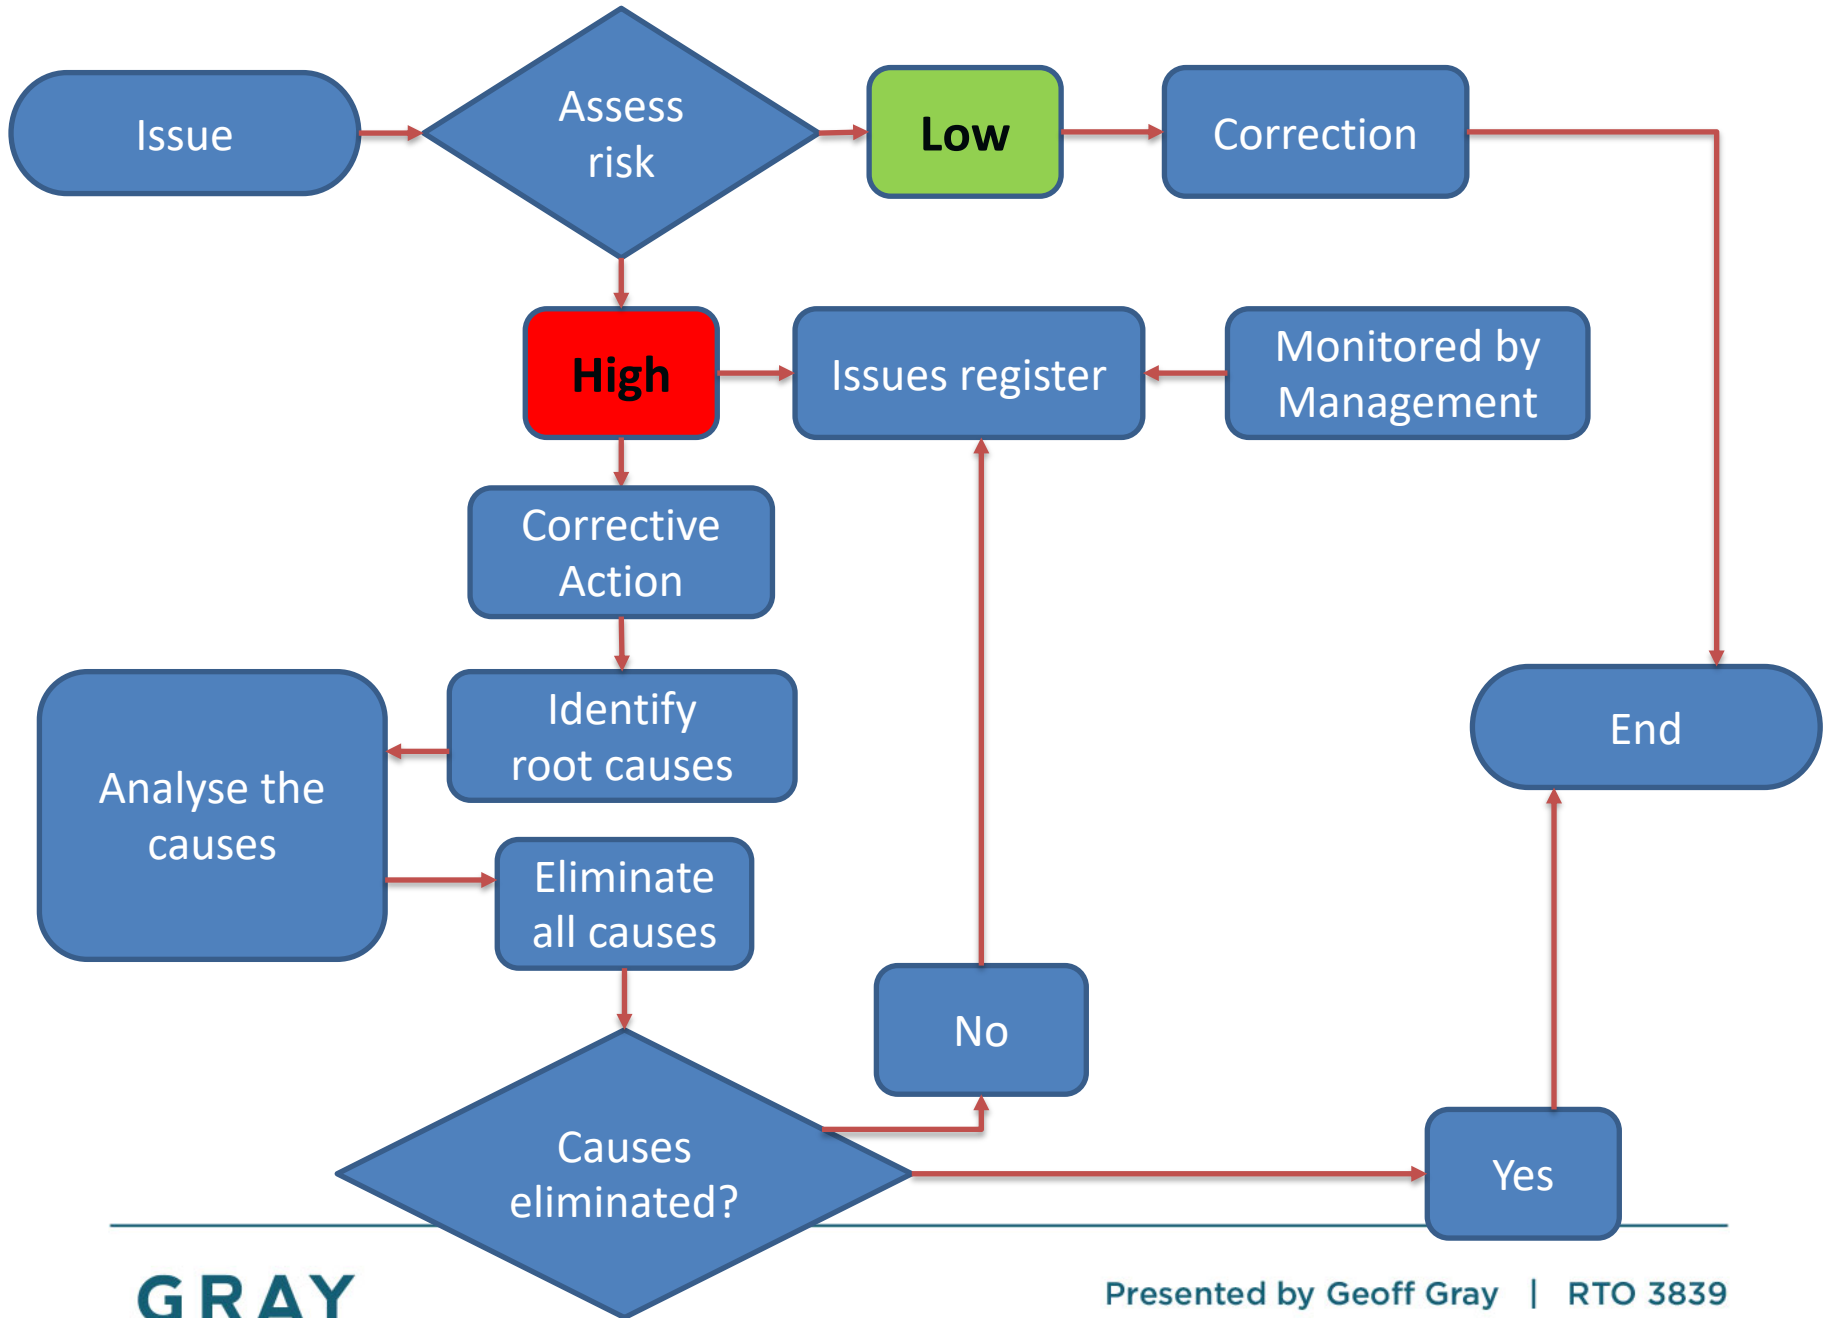 Issue
Assess
risk
Low
Correction
High
Issues register
Monitored by
Management
Corrective
Action
Identify
root causes
Analyse the
causes
Eliminate
all causes
End
No
Causes
eliminated?
Yes
GRAY
Presented by Geoff Gray | RTO 3839